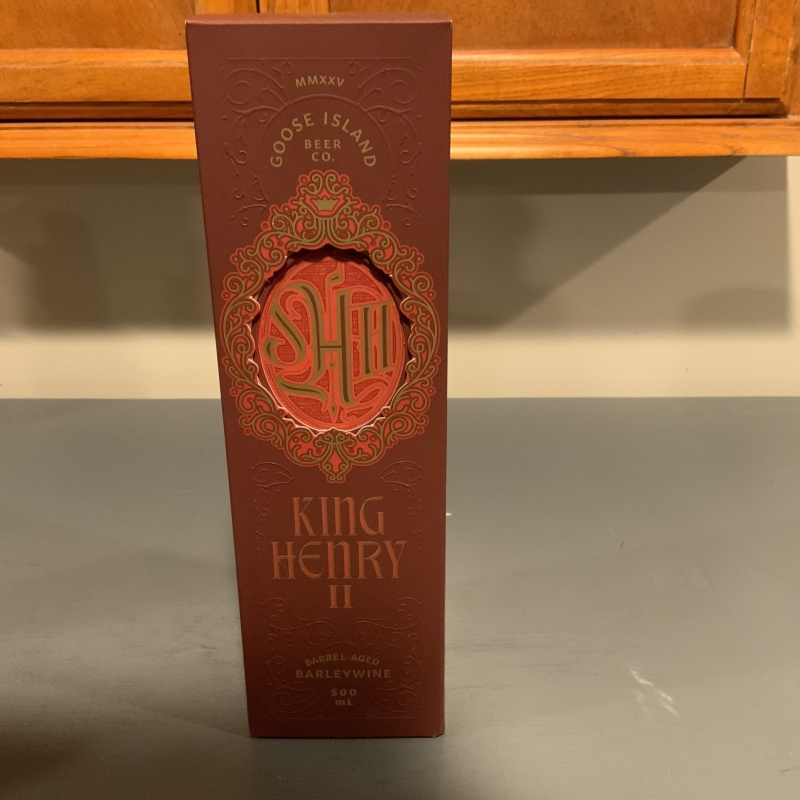 MMXXV
GOOSE ISLAND
BEER
CO.
KING
HENRY
II
BARREL-AGED
BARLEYWINE
500
mL